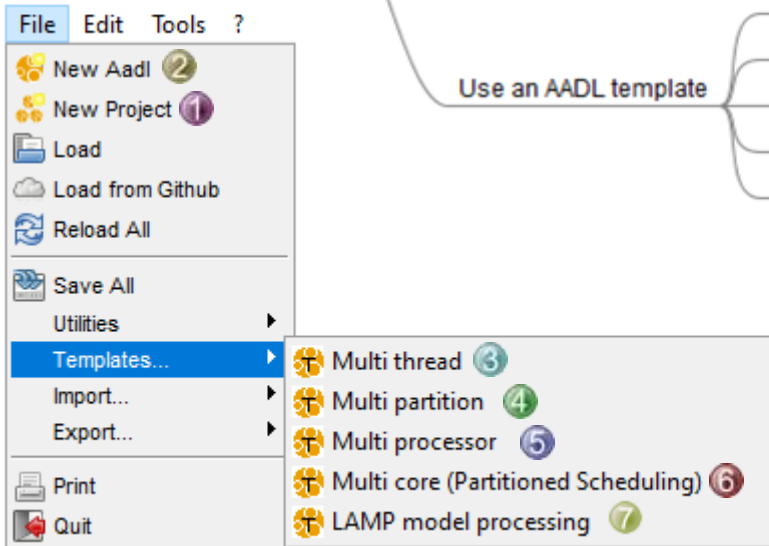 File Edit Tools ?
New Aadl 2
New Project 1
Load
Load from Github
Reload All
Save All
Utilities
Templates...
Import...
Export...
Print
Quit
Use an AADL template
T Multi thread 3
T Multi partition 4
T Multi processor 5
T Multi core (Partitioned Scheduling) 6
T LAMP model processing 7